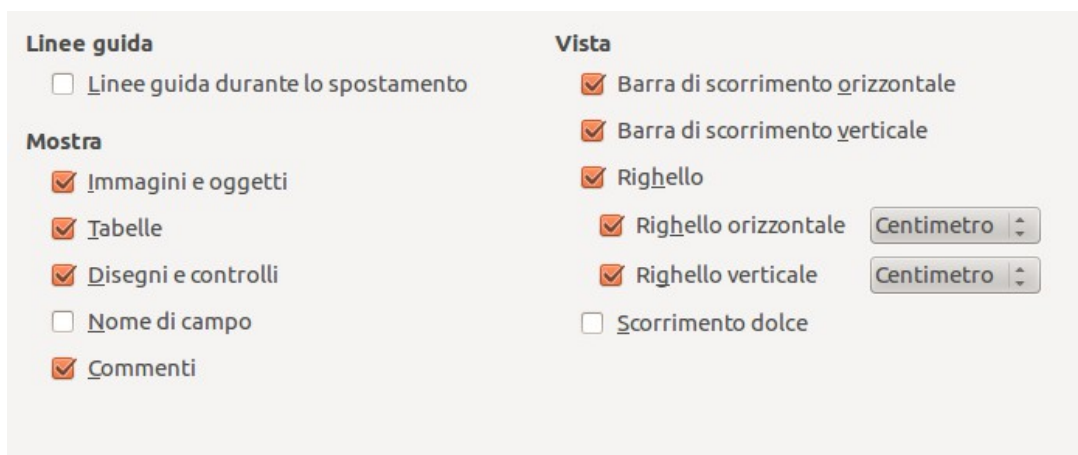 Linee guida
Linee guida durante lo spostamento
Mostra
Immagini e oggetti
Tabelle
Disegni e controlli
Nome di campo
Commenti
Vista
Barra di scorrimento orizzontale
Barra di scorrimento verticale
Righello
Righello orizzontale Centimetro
Righello verticale Centimetro
Scorrimento dolce